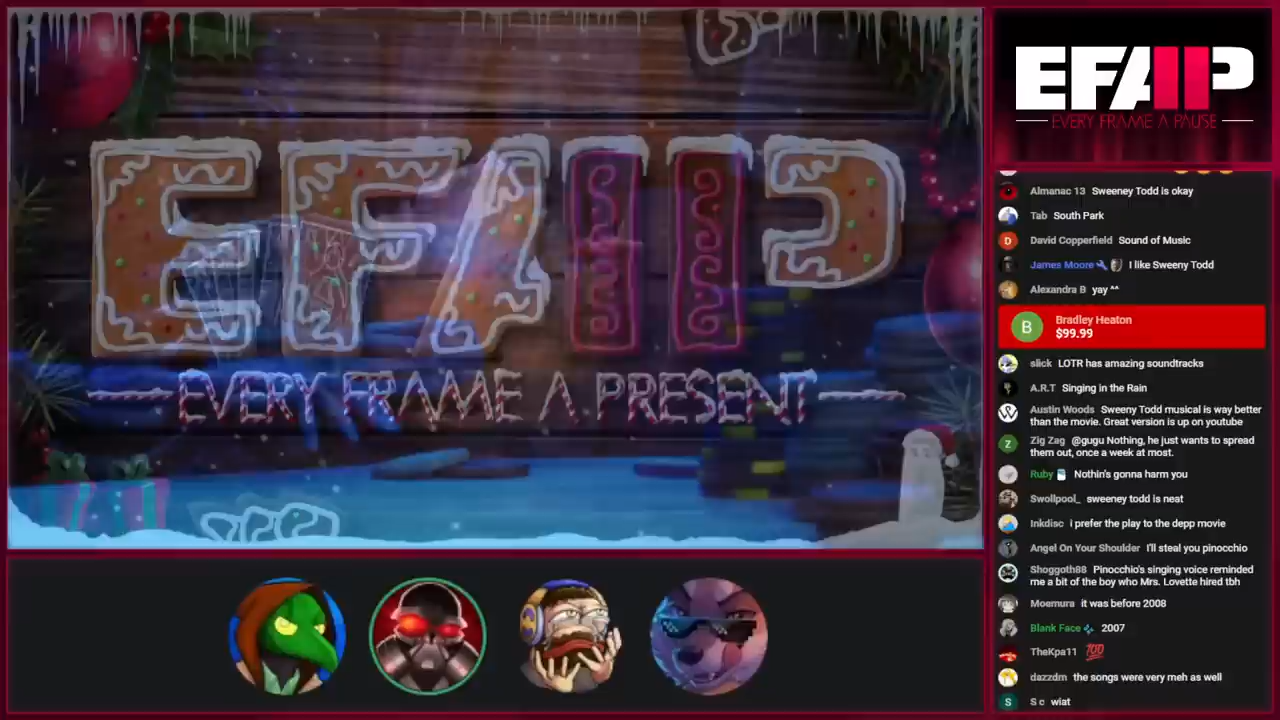 EFAP
EVERY FRAME A PRESENT
EFAP
EVERY FRAME A PAUSE
Almanac 13 Sweeney Todd is okay
Tab South Park
D David Copperfield Sound of Music
James Moore I like Sweeny Todd
Alexandra B yay ^^
B Bradley Heaton
$99.99
slick LOTR has amazing soundtracks
A.R.T Singing in the Rain
Austin Woods Sweeny Todd musical is way better
than the movie. Great version is up on youtube
Z Zig Zag @gugu Nothing, he just wants to spread
them out, once a week at most.
Ruby Nothin's gonna harm you
Swollpool_ sweeney todd is neat
Inkdisc i prefer the play to the depp movie
Angel On Your Shoulder I'll steal you pinocchio
Shoggoth88 Pinocchio's singing voice reminded
me a bit of the boy who Mrs. Lovette hired tbh
Moemura it was before 2008
Blank Face 2007
TheKpa11 100
dazzdm the songs were very meh as well
S S c wiat